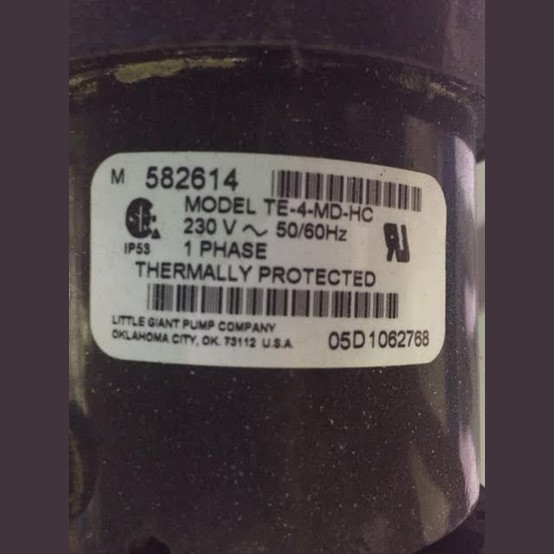 M 582614
MODEL TE-4-MD-HC
230 V ~ 50/60Hz
IP53 1 PHASE
THERMALLY PROTECTED
LITTLE GIANT PUMP COMPANY
OKLAHOMA CITY, OK. 73112 U.S.A.
05D1062768